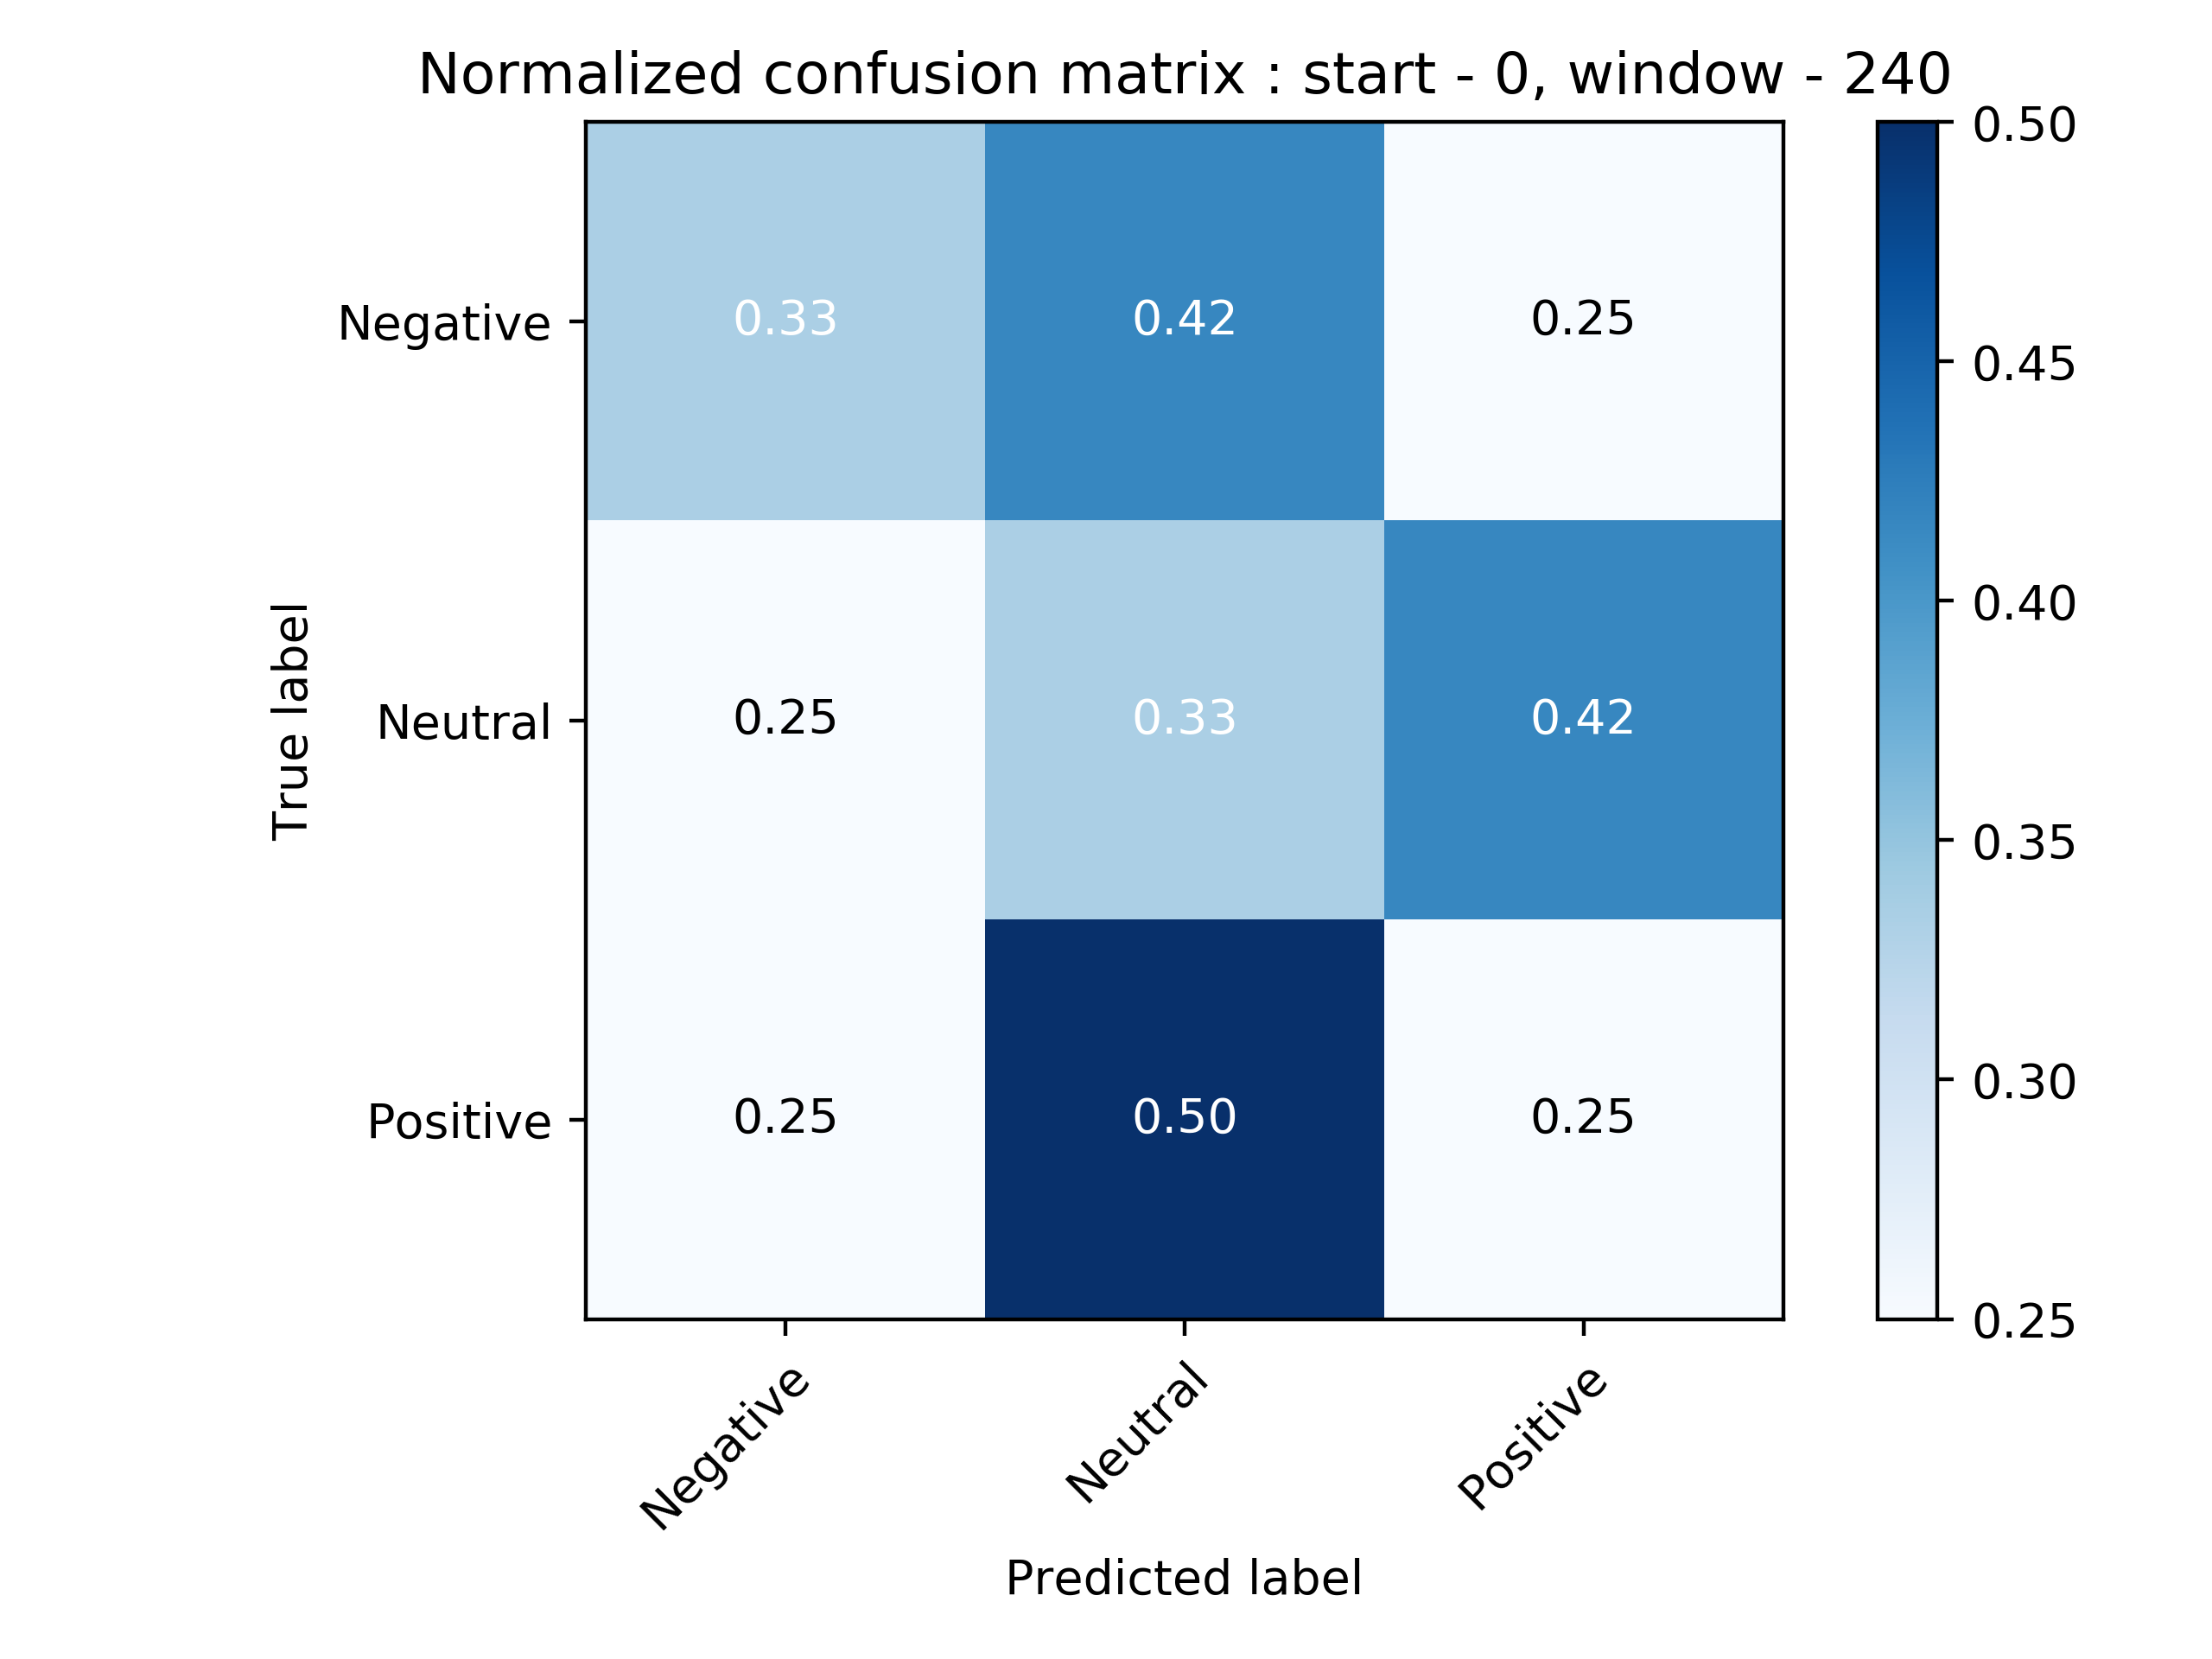 Normalized confusion matrix : start - 0, window - 240
0.50
0.45
0.40
0.35
0.30
0.25
True label
Negative
0.33
0.42
0.25
Neutral
0.25
0.33
0.42
Positive
0.25
0.50
0.25
Negative
Neutral
Positive
Predicted label